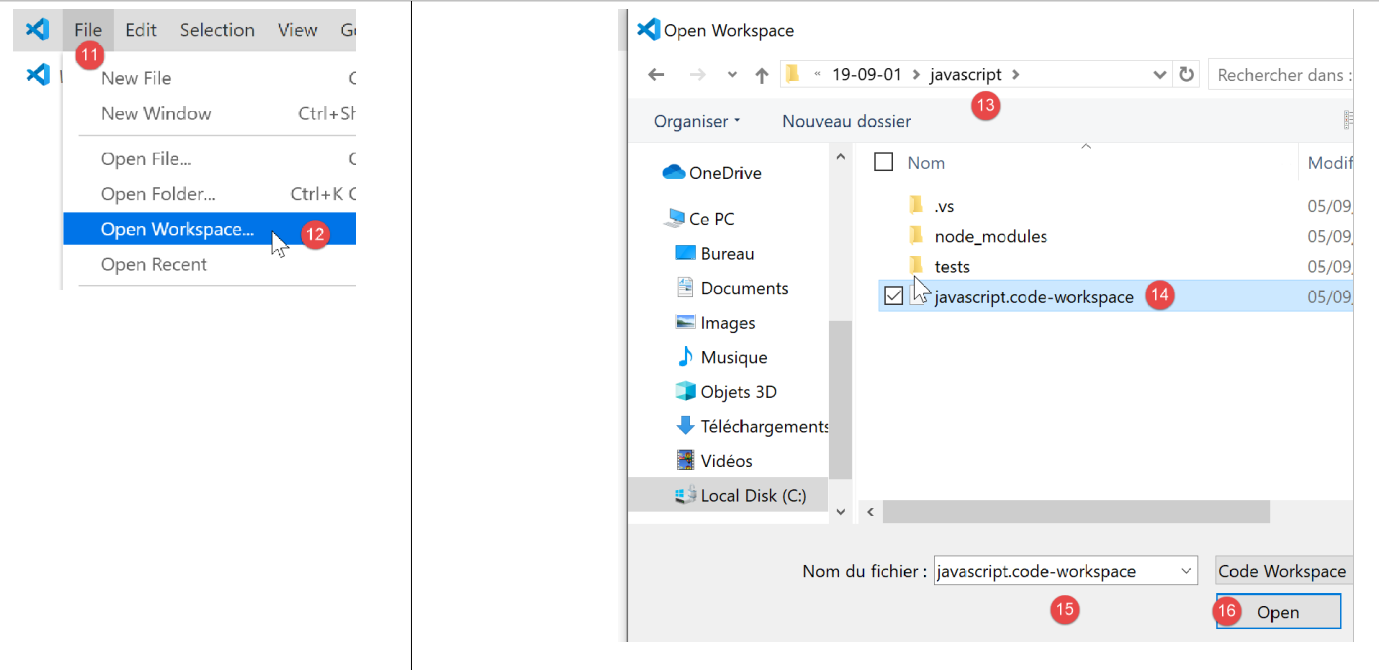 File Edit Selection View
11
New File
New Window Ctrl+Sh
Open File...
Open Folder... Ctrl+K
Open Workspace... 12
Open Recent
Open Workspace
« 19-09-01 > javascript > Rechercher dans :
13
Organiser Nouveau dossier
Nom Modif
OneDrive
Ce PC
Bureau
Documents
Images
Musique
Objets 3D
Téléchargements
Vidéos
Local Disk (C:)
.vs 05/09
node_modules 05/09
tests 05/09
javascript.code-workspace 14 05/09
Nom du fichier : javascript.code-workspace Code Workspace
15 16 Open